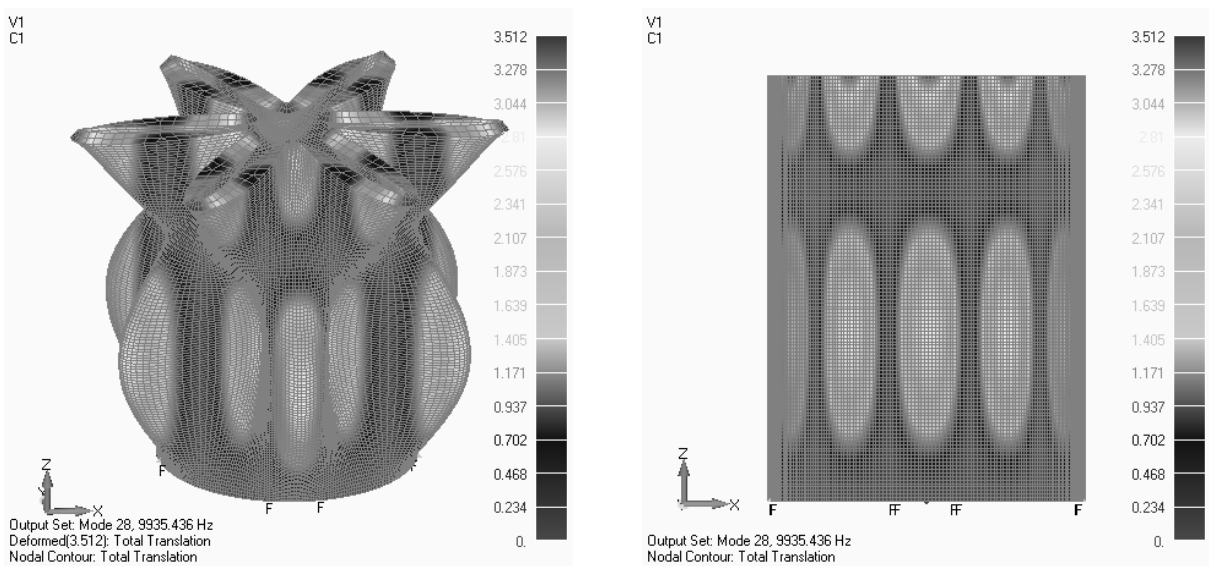 V1
C1
3.512
3.278
3.044
2.81
2.576
2.341
2.107
1.873
1.639
1.405
1.171
0.937
0.702
0.468
0.234
0.
F
F
F
F
Z
Y
X
Output Set: Mode 28, 9935.436 Hz
Deformed(3.512): Total Translation
Nodal Contour: Total Translation
V1
C1
3.512
3.278
3.044
2.81
2.576
2.341
2.107
1.873
1.639
1.405
1.171
0.937
0.702
0.468
0.234
0.
F
FF
FF
F
Z
X
Output Set: Mode 28, 9935.436 Hz
Nodal Contour: Total Translation